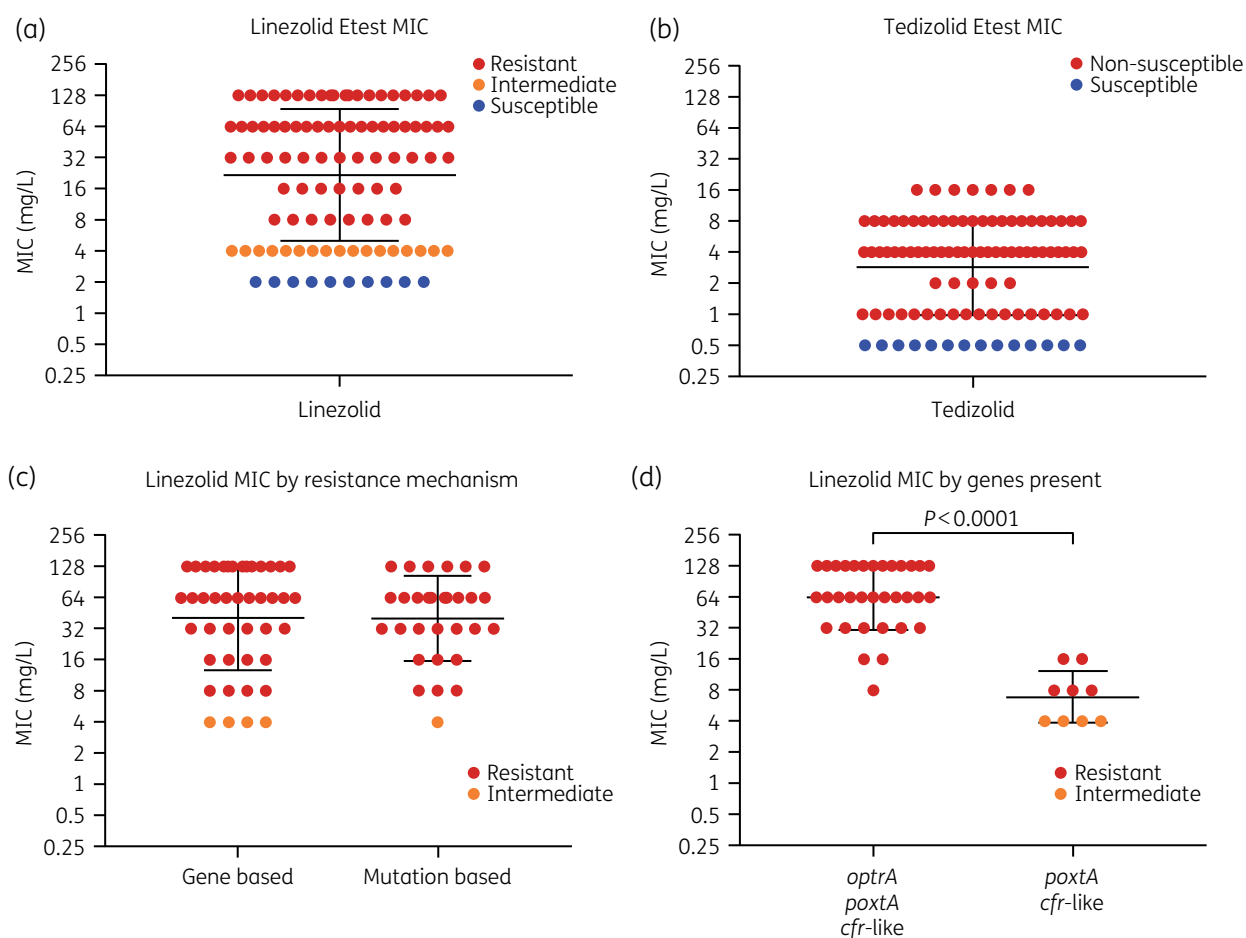 (a)
Linezolid Etest MIC
Resistant
Intermediate
Susceptible
MIC (mg/L)
256
128
64
32
16
8
4
2
1
0.5
0.25
Linezolid
(b)
Tedizolid Etest MIC
Non-susceptible
Susceptible
MIC (mg/L)
256
128
64
32
16
8
4
2
1
0.5
0.25
Tedizolid
(c)
Linezolid MIC by resistance mechanism
MIC (mg/L)
256
128
64
32
16
8
4
2
1
0.5
0.25
Resistant
Intermediate
Gene based
Mutation based
(d)
Linezolid MIC by genes present
P<0.0001
MIC (mg/L)
256
128
64
32
16
8
4
2
1
0.5
0.25
Resistant
Intermediate
optrA
poxtA
cfr-like
poxtA
cfr-like